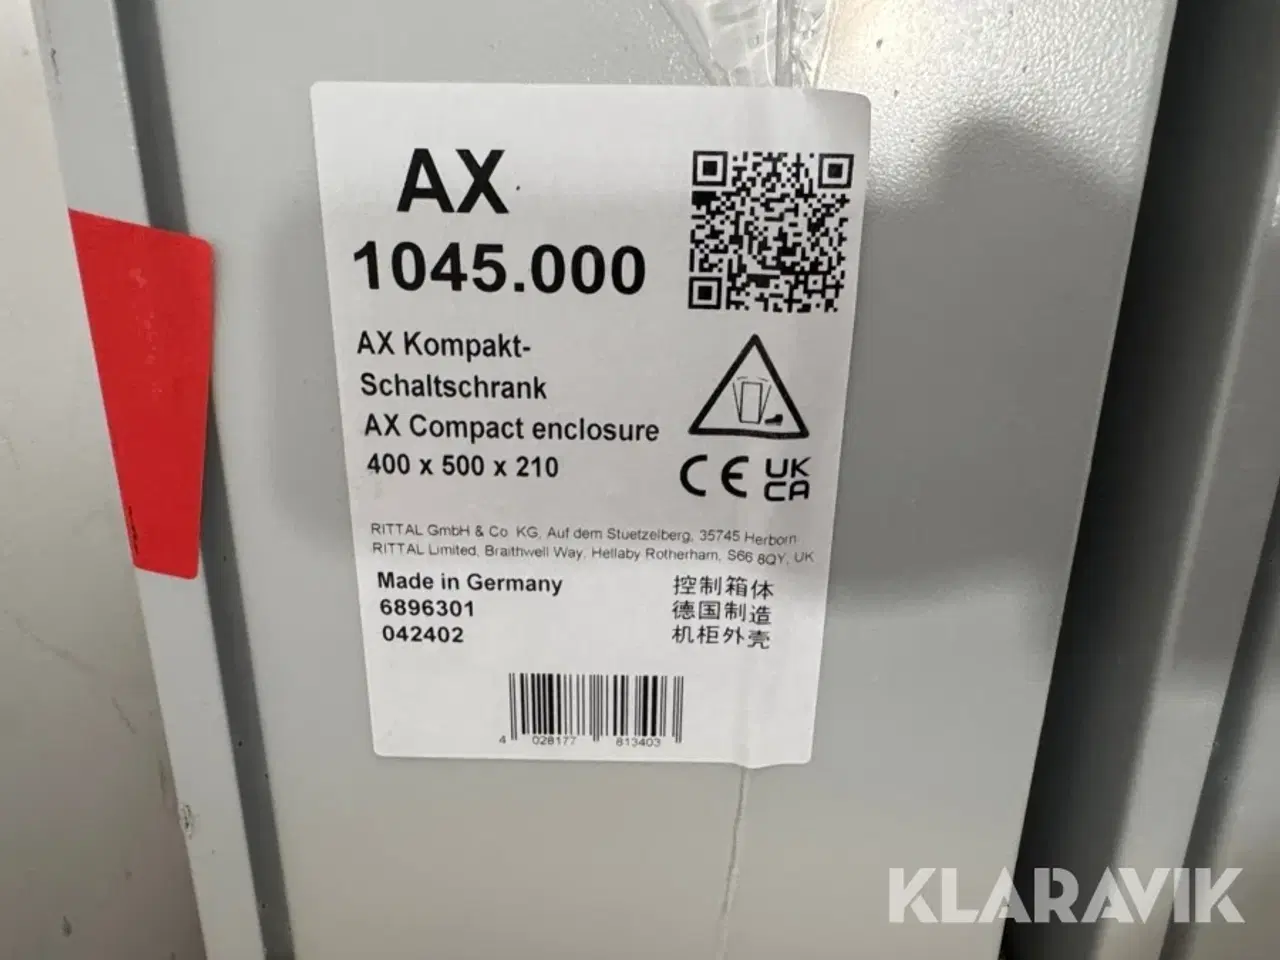 AX
1045.000
AX Kompakt-
Schaltschrank
AX Compact enclosure
400 x 500 x 210
CE UK
CA
RITTAL GmbH & Co. KG, Auf dem Stuetzelberg, 35745 Herborn
RITTAL Limited, Braithwell Way, Hellaby Rotherham, S66 8QY, UK
Made in Germany
6896301
042402
控制箱体
德国制造
机柜外壳
4 028177 813403
KLARAVIK